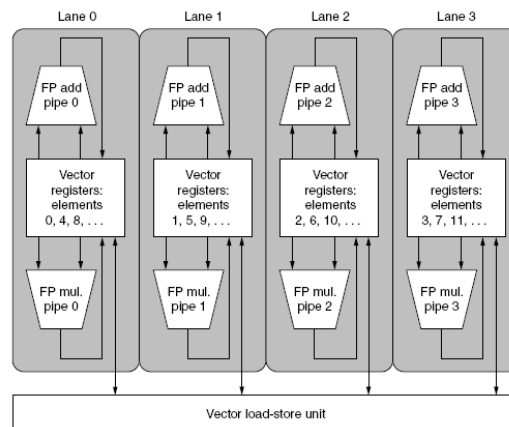 Lane 0
Lane 1
Lane 2
Lane 3
FP add
pipe 0
FP add
pipe 1
FP add
pipe 2
FP add
pipe 3
Vector
registers:
elements
0, 4, 8, . . .
Vector
registers:
elements
1, 5, 9, . . .
Vector
registers:
elements
2, 6, 10, . . .
Vector
registers:
elements
3, 7, 11, . . .
FP mul.
pipe 0
FP mul.
pipe 1
FP mul.
pipe 2
FP mul.
pipe 3
Vector load-store unit